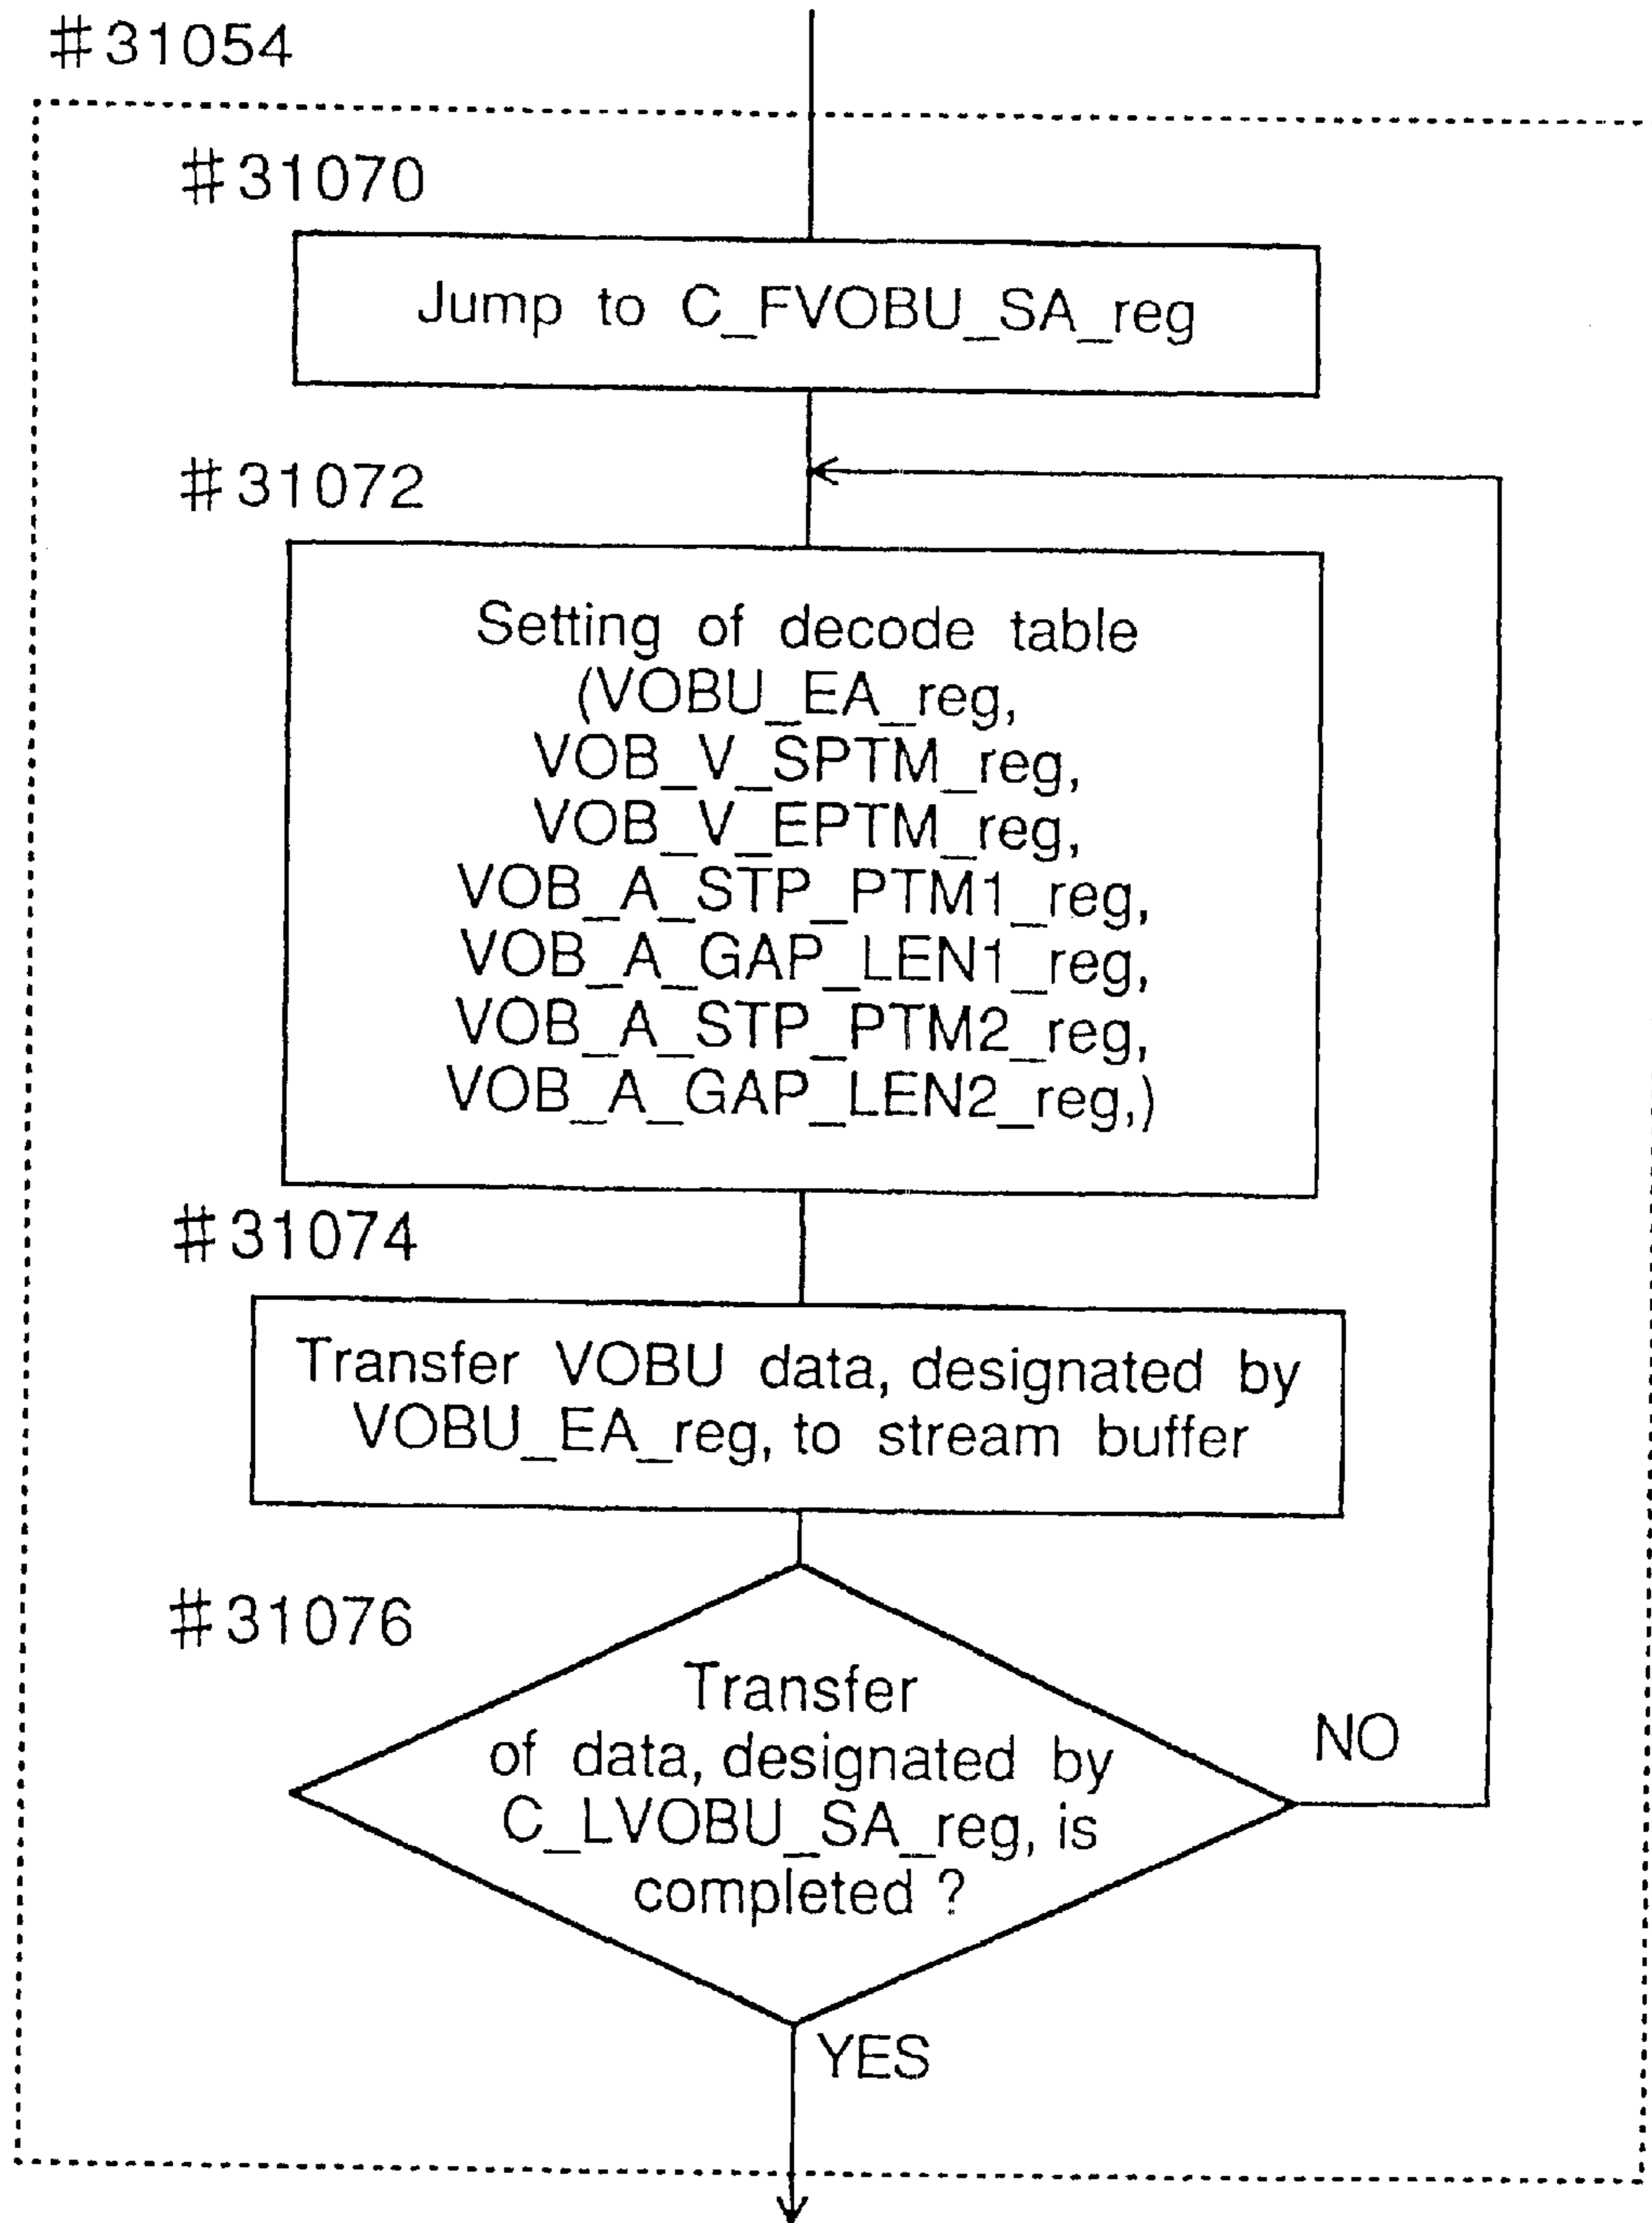 #31054
#31070
Jump to C_FVOBU_SA_reg
#31072
Setting of decode table
(VOBU_EA_reg,
VOB_V_SPTM_reg,
VOB_V_EPTM_reg,
VOB_A_STP_PTM1_reg,
VOB_A_GAP_LEN1_reg,
VOB_A_STP_PTM2_reg,
VOB_A_GAP_LEN2_reg,)
#31074
Transfer VOBU data, designated by
VOBU_EA_reg, to stream buffer
#31076
Transfer
of data, designated by
C_LVOBU_SA_reg, is
completed ?
NO
YES